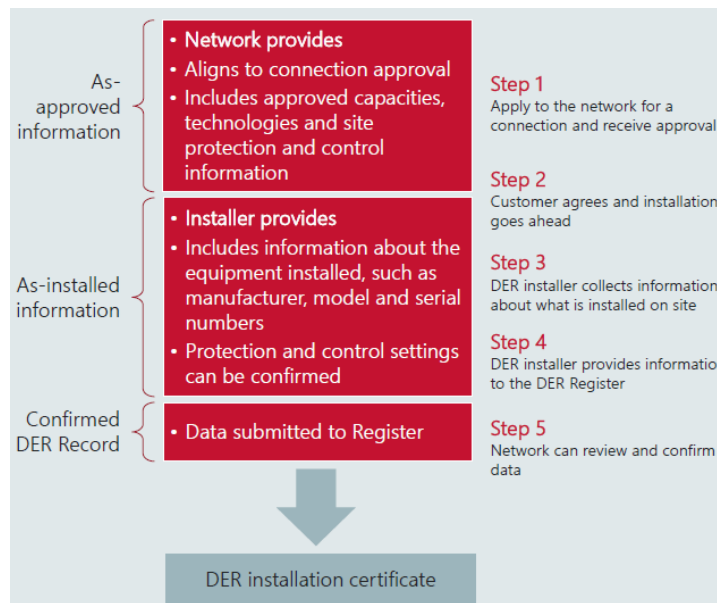 As-
approved
information
• Network provides
• Aligns to connection approval
• Includes approved capacities,
technologies and site
protection and control
information
As-installed
information
• Installer provides
• Includes information about the
equipment installed, such as
manufacturer, model and serial
numbers
• Protection and control settings
can be confirmed
Confirmed
DER Record
• Data submitted to Register
DER installation certificate
Step 1
Apply to the network for a
connection and receive approval
Step 2
Customer agrees and installation
goes ahead
Step 3
DER installer collects information
about what is installed on site
Step 4
DER installer provides informatio
to the DER Register
Step 5
Network can review and confirm
data